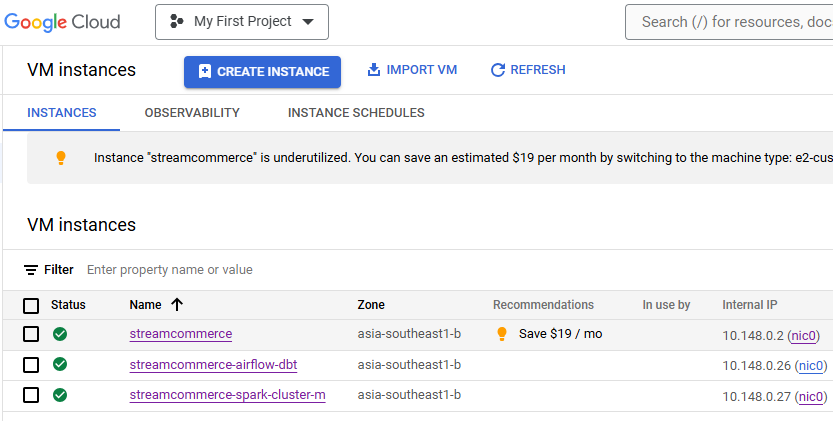 Google Cloud My First Project Search (/) for resources, docs
VM instances CREATE INSTANCE IMPORT VM REFRESH
INSTANCES OBSERVABILITY INSTANCE SCHEDULES
Instance "streamcommerce" is underutilized. You can save an estimated $19 per month by switching to the machine type: e2-cus
VM instances
Filter Enter property name or value
Status Name Zone Recommendations In use by Internal IP
streamcommerce asia-southeast1-b Save $19 / mo 10.148.0.2 (nic0)
streamcommerce-airflow-dbt asia-southeast1-b 10.148.0.26 (nic0)
streamcommerce-spark-cluster-m asia-southeast1-b 10.148.0.27 (nic0)